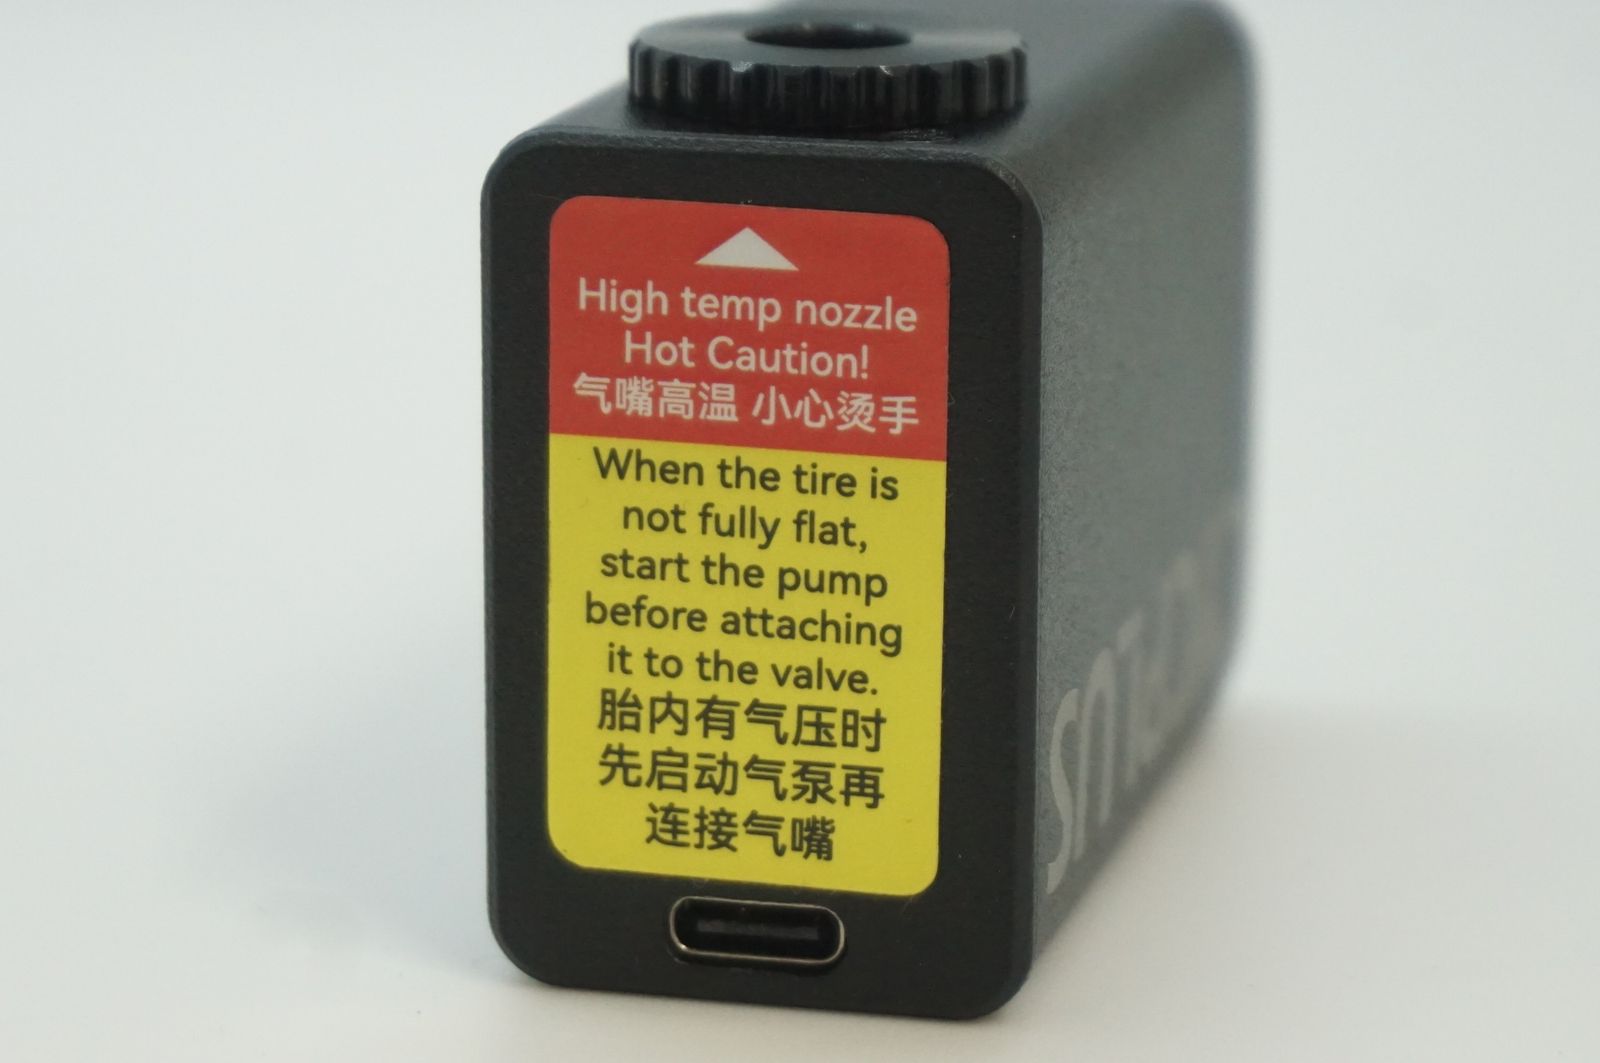 High temp nozzle
Hot Caution!
气嘴高温 小心烫手
When the tire is
not fully flat,
start the pump
before attaching
it to the valve.
胎内有气压时
先启动气泵再
连接气嘴